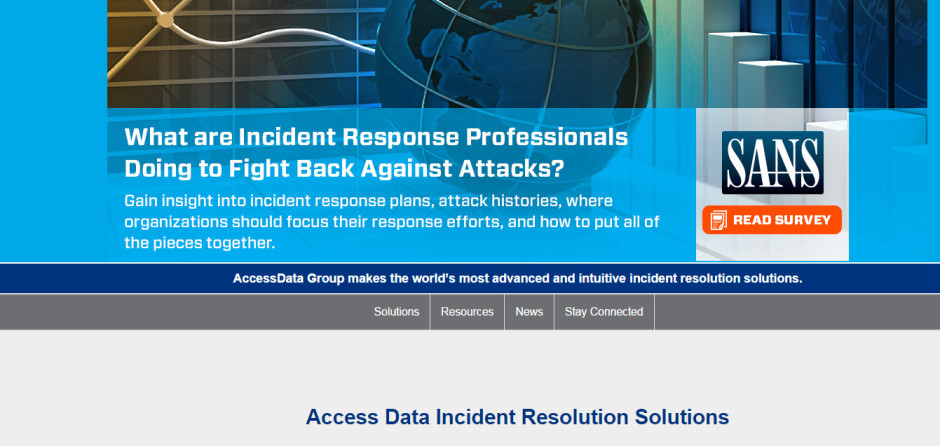 What are Incident Response Professionals
Doing to Fight Back Against Attacks?
Gain insight into incident response plans, attack histories, where
organizations should focus their response efforts, and how to put all of
the pieces together.
SANS
READ SURVEY
AccessData Group makes the world's most advanced and intuitive incident resolution solutions.
Solutions
Resources
News
Stay Connected
Access Data Incident Resolution Solutions